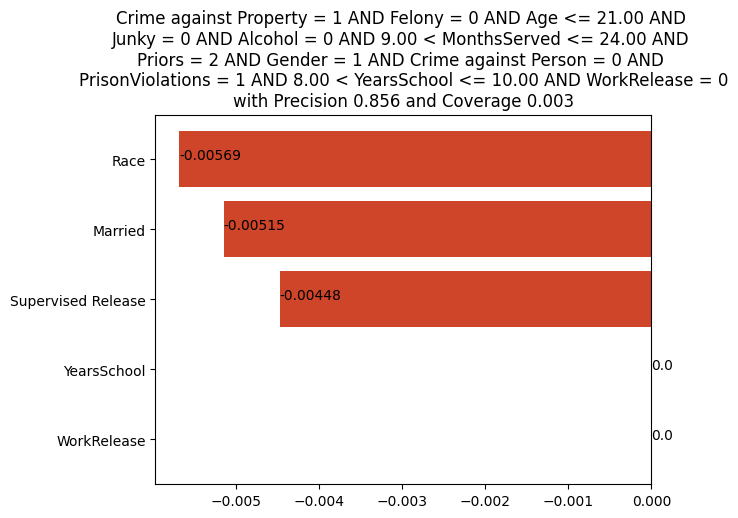 Crime against Property = 1 AND Felony = 0 AND Age <= 21.00 AND
Junky = 0 AND Alcohol = 0 AND 9.00 < MonthsServed <= 24.00 AND
Priors = 2 AND Gender = 1 AND Crime against Person = 0 AND
PrisonViolations = 1 AND 8.00 < YearsSchool <= 10.00 AND WorkRelease = 0
with Precision 0.856 and Coverage 0.003
Race
-0.00569
Married
-0.00515
Supervised Release
-0.00448
YearsSchool
0.0
WorkRelease
0.0
−0.005 −0.004 −0.003 −0.002 −0.001 0.000